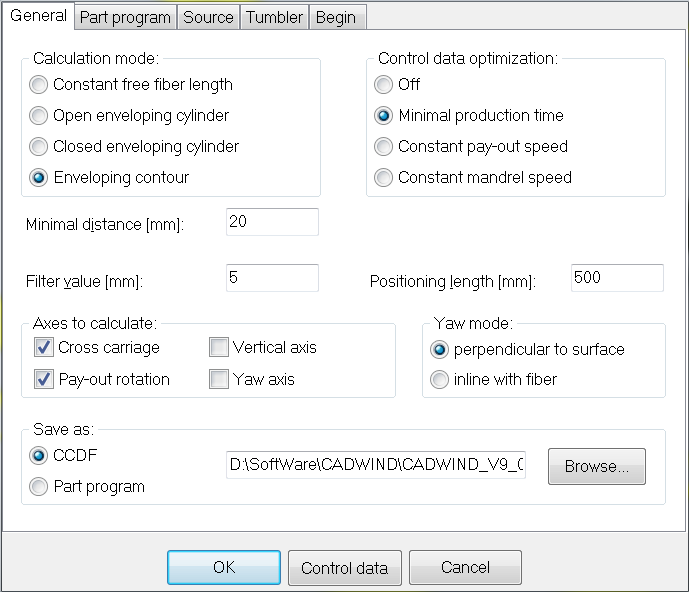 General Part program Source Tumbler Begin
Calculation mode:
Constant free fiber length
Open enveloping cylinder
Closed enveloping cylinder
Enveloping contour
Control data optimization:
Off
Minimal production time
Constant pay-out speed
Constant mandrel speed
Minimal distance [mm]: 20
Filter value [mm]: 5
Positioning length [mm]: 500
Axes to calculate:
Cross carriage
Vertical axis
Pay-out rotation
Yaw axis
Yaw mode:
perpendicular to surface
inline with fiber
Save as:
CCDF
Part program
D:\SoftWare\CADWIND\CADWIND_V9_
Browse...
OK Control data Cancel